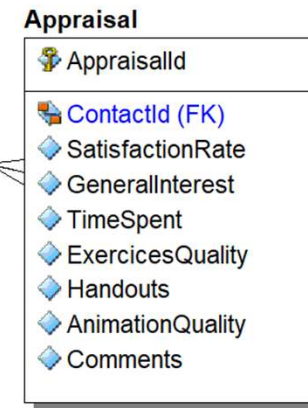 Appraisal
AppraisalId
ContactId (FK)
SatisfactionRate
GeneralInterest
TimeSpent
ExercicesQuality
Handouts
AnimationQuality
Comments